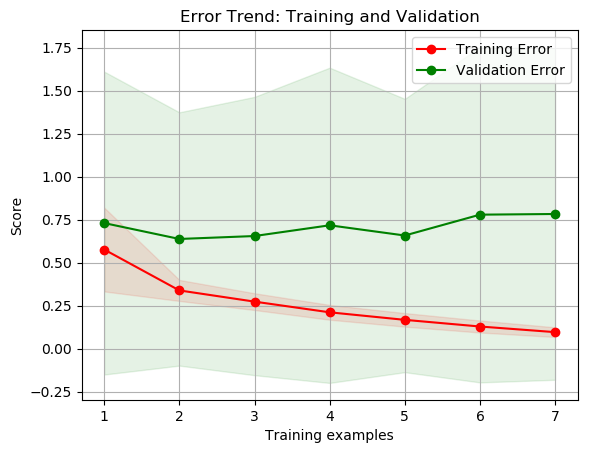 Error Trend: Training and Validation
Training Error
Validation Error
Score
1.75
1.50
1.25
1.00
0.75
0.50
0.25
0.00
−0.25
1 2 3 4 5 6 7
Training examples